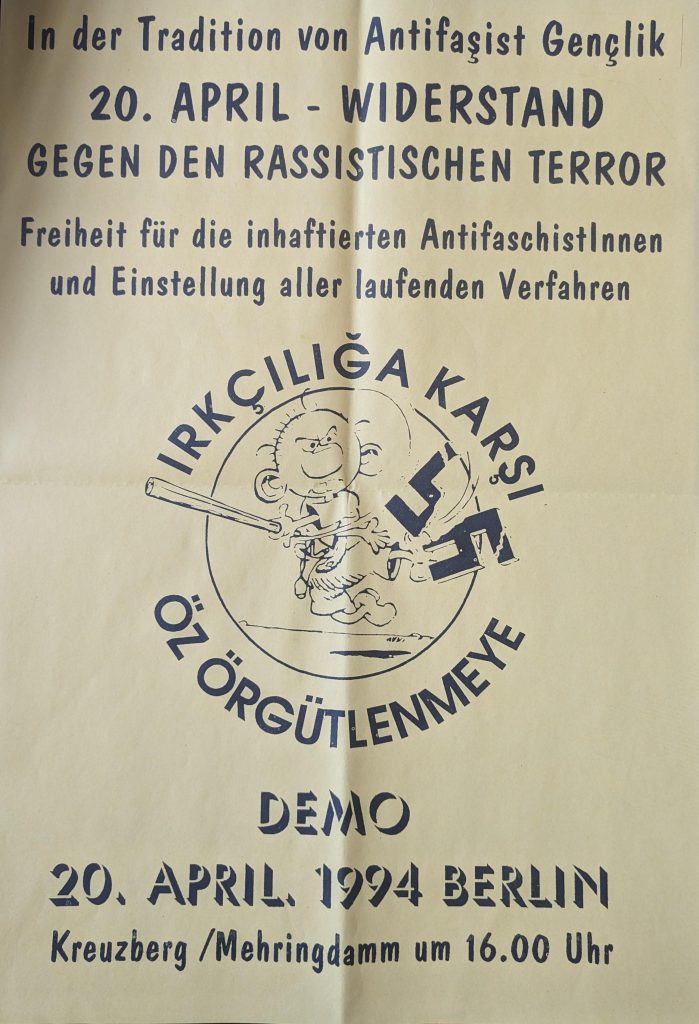 In der Tradition von Antifaşist Gençlik
20. APRIL - WIDERSTAND
GEGEN DEN RASSISTISCHEN TERROR
Freiheit für die inhaftierten AntifaschistInnen
und Einstellung aller laufenden Verfahren
IRKÇILIĞA KARŞI
ÖZ ÖRGÜTLENMEYE
DEMO
20. APRIL. 1994 BERLIN
Kreuzberg /Mehringdamm um 16.00 Uhr